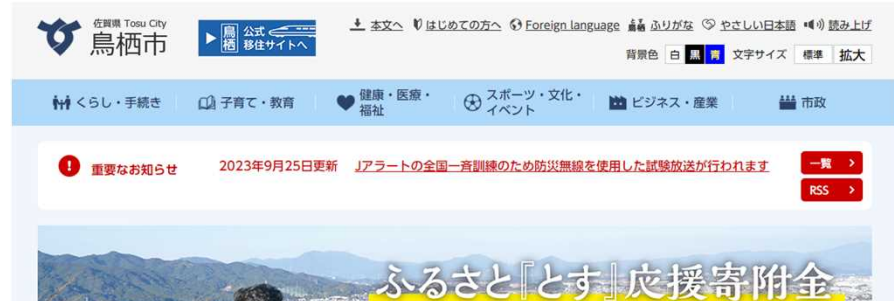 佐賀県 Tosu City
鳥栖市
鳥栖 公式
移住サイトへ
本文へ はじめての方へ Foreign language ふりがな やさしい日本語 読み上げ
背景色 白 黒 青 文字サイズ 標準 拡大
くらし・手続き 子育て・教育 健康・医療・福祉 スポーツ・文化・イベント ビジネス・産業 市政
重要なお知らせ 2023年9月25日更新 Jアラートの全国一斉訓練のため防災無線を使用した試験放送が行われます 一覧
RSS
ふるさと『とす』応援寄附金